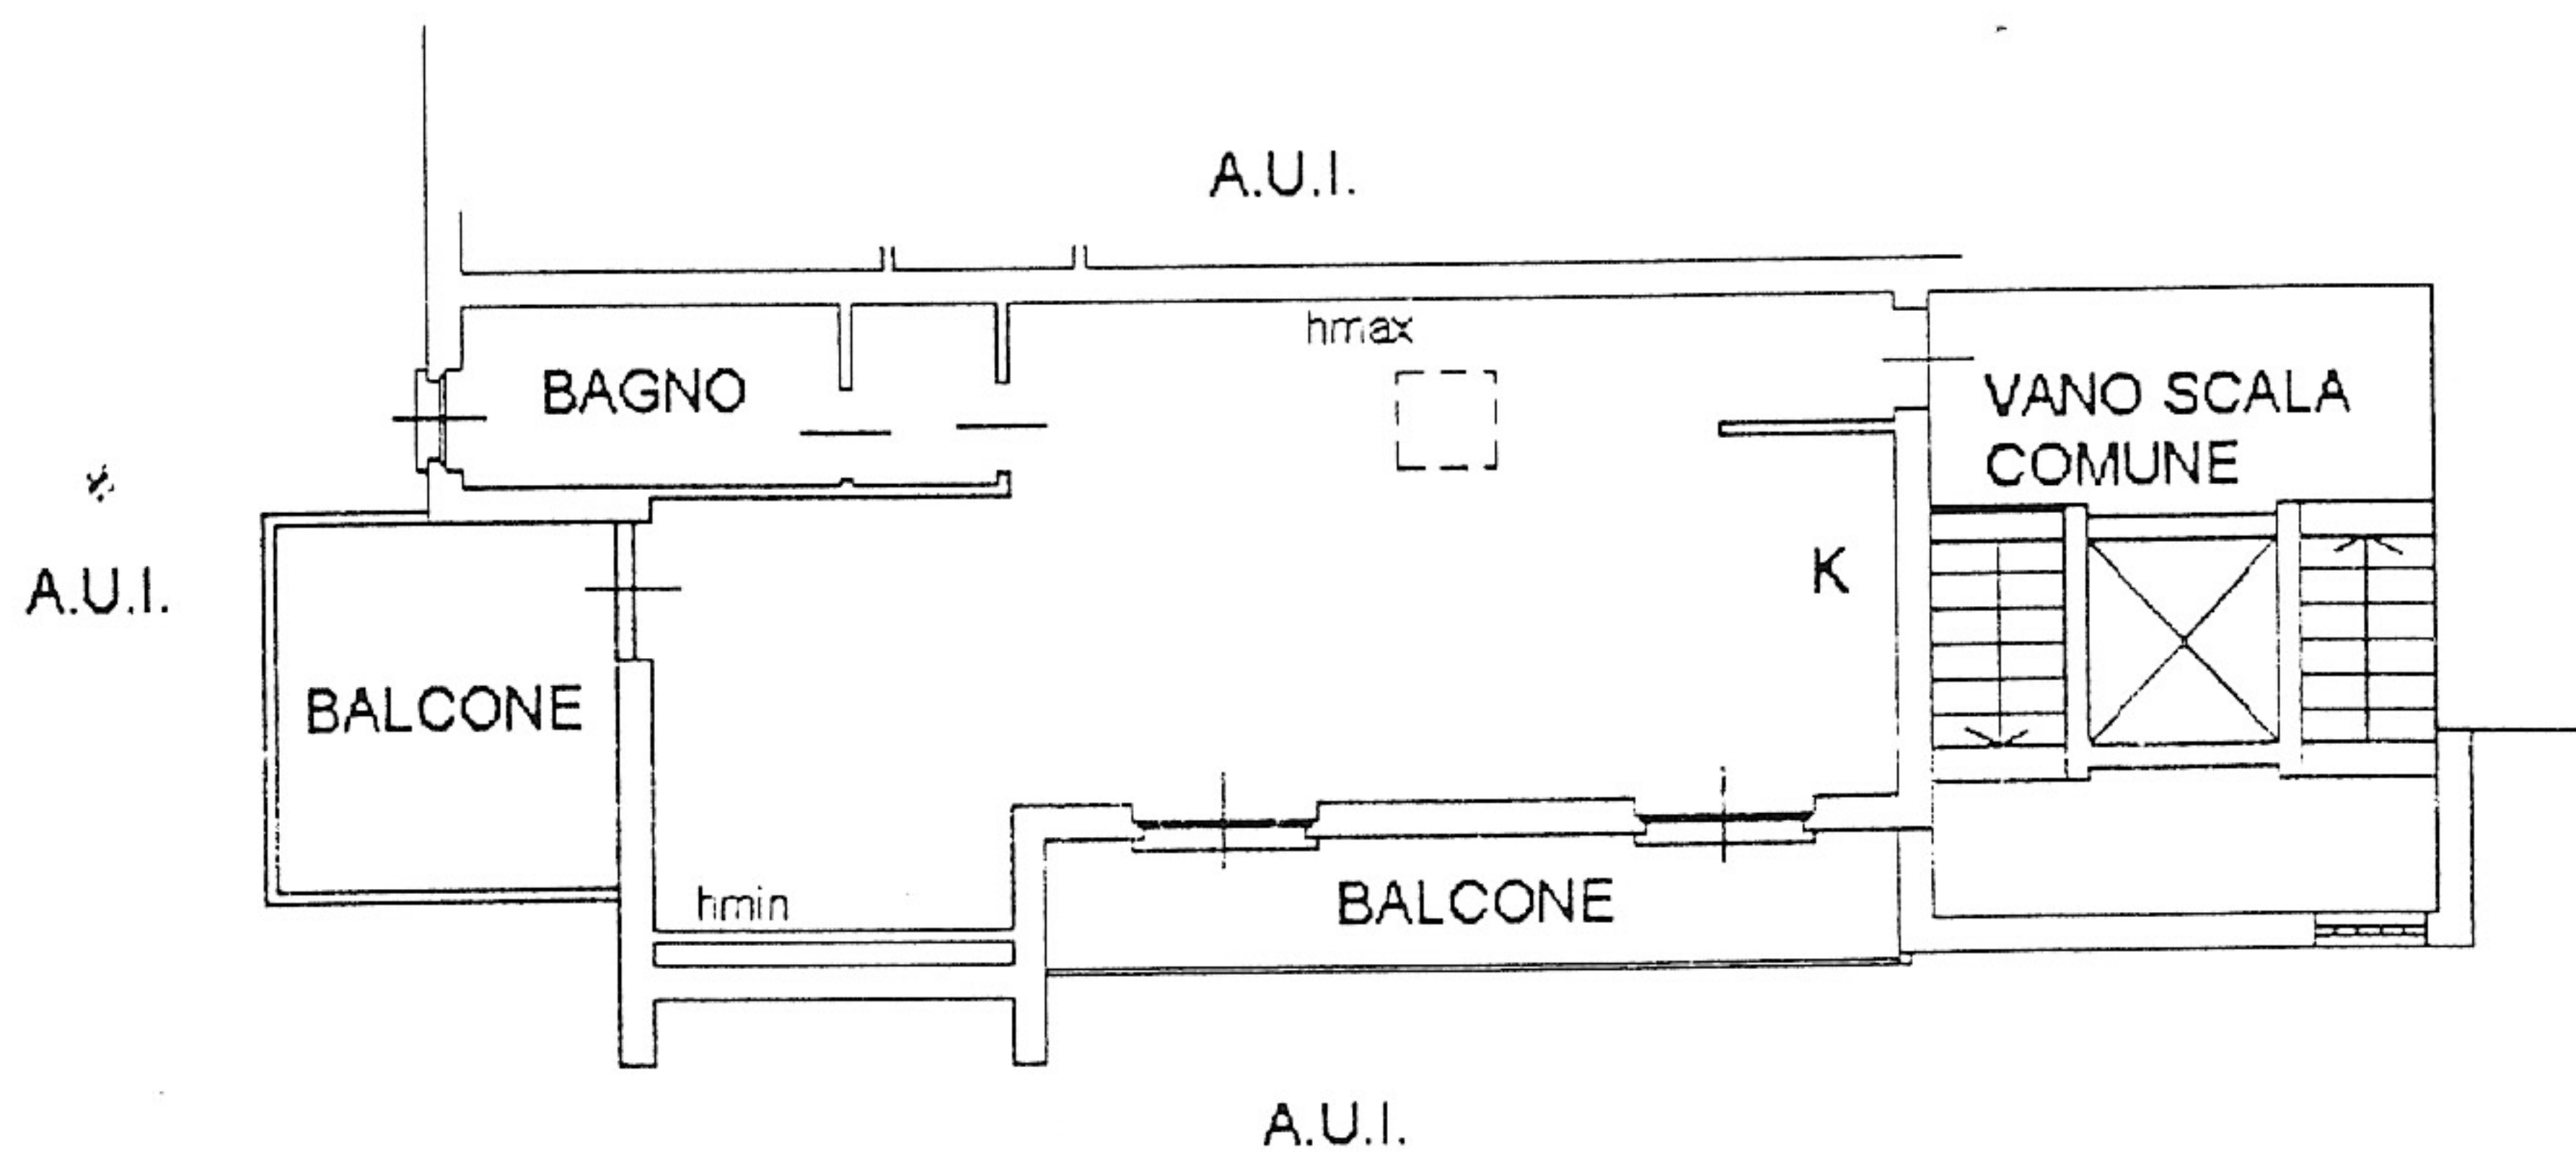 A.U.I.
hmax
BAGNO
VANO SCALA
COMUNE
A.U.I.
K
BALCONE
hmin
BALCONE
A.U.I.